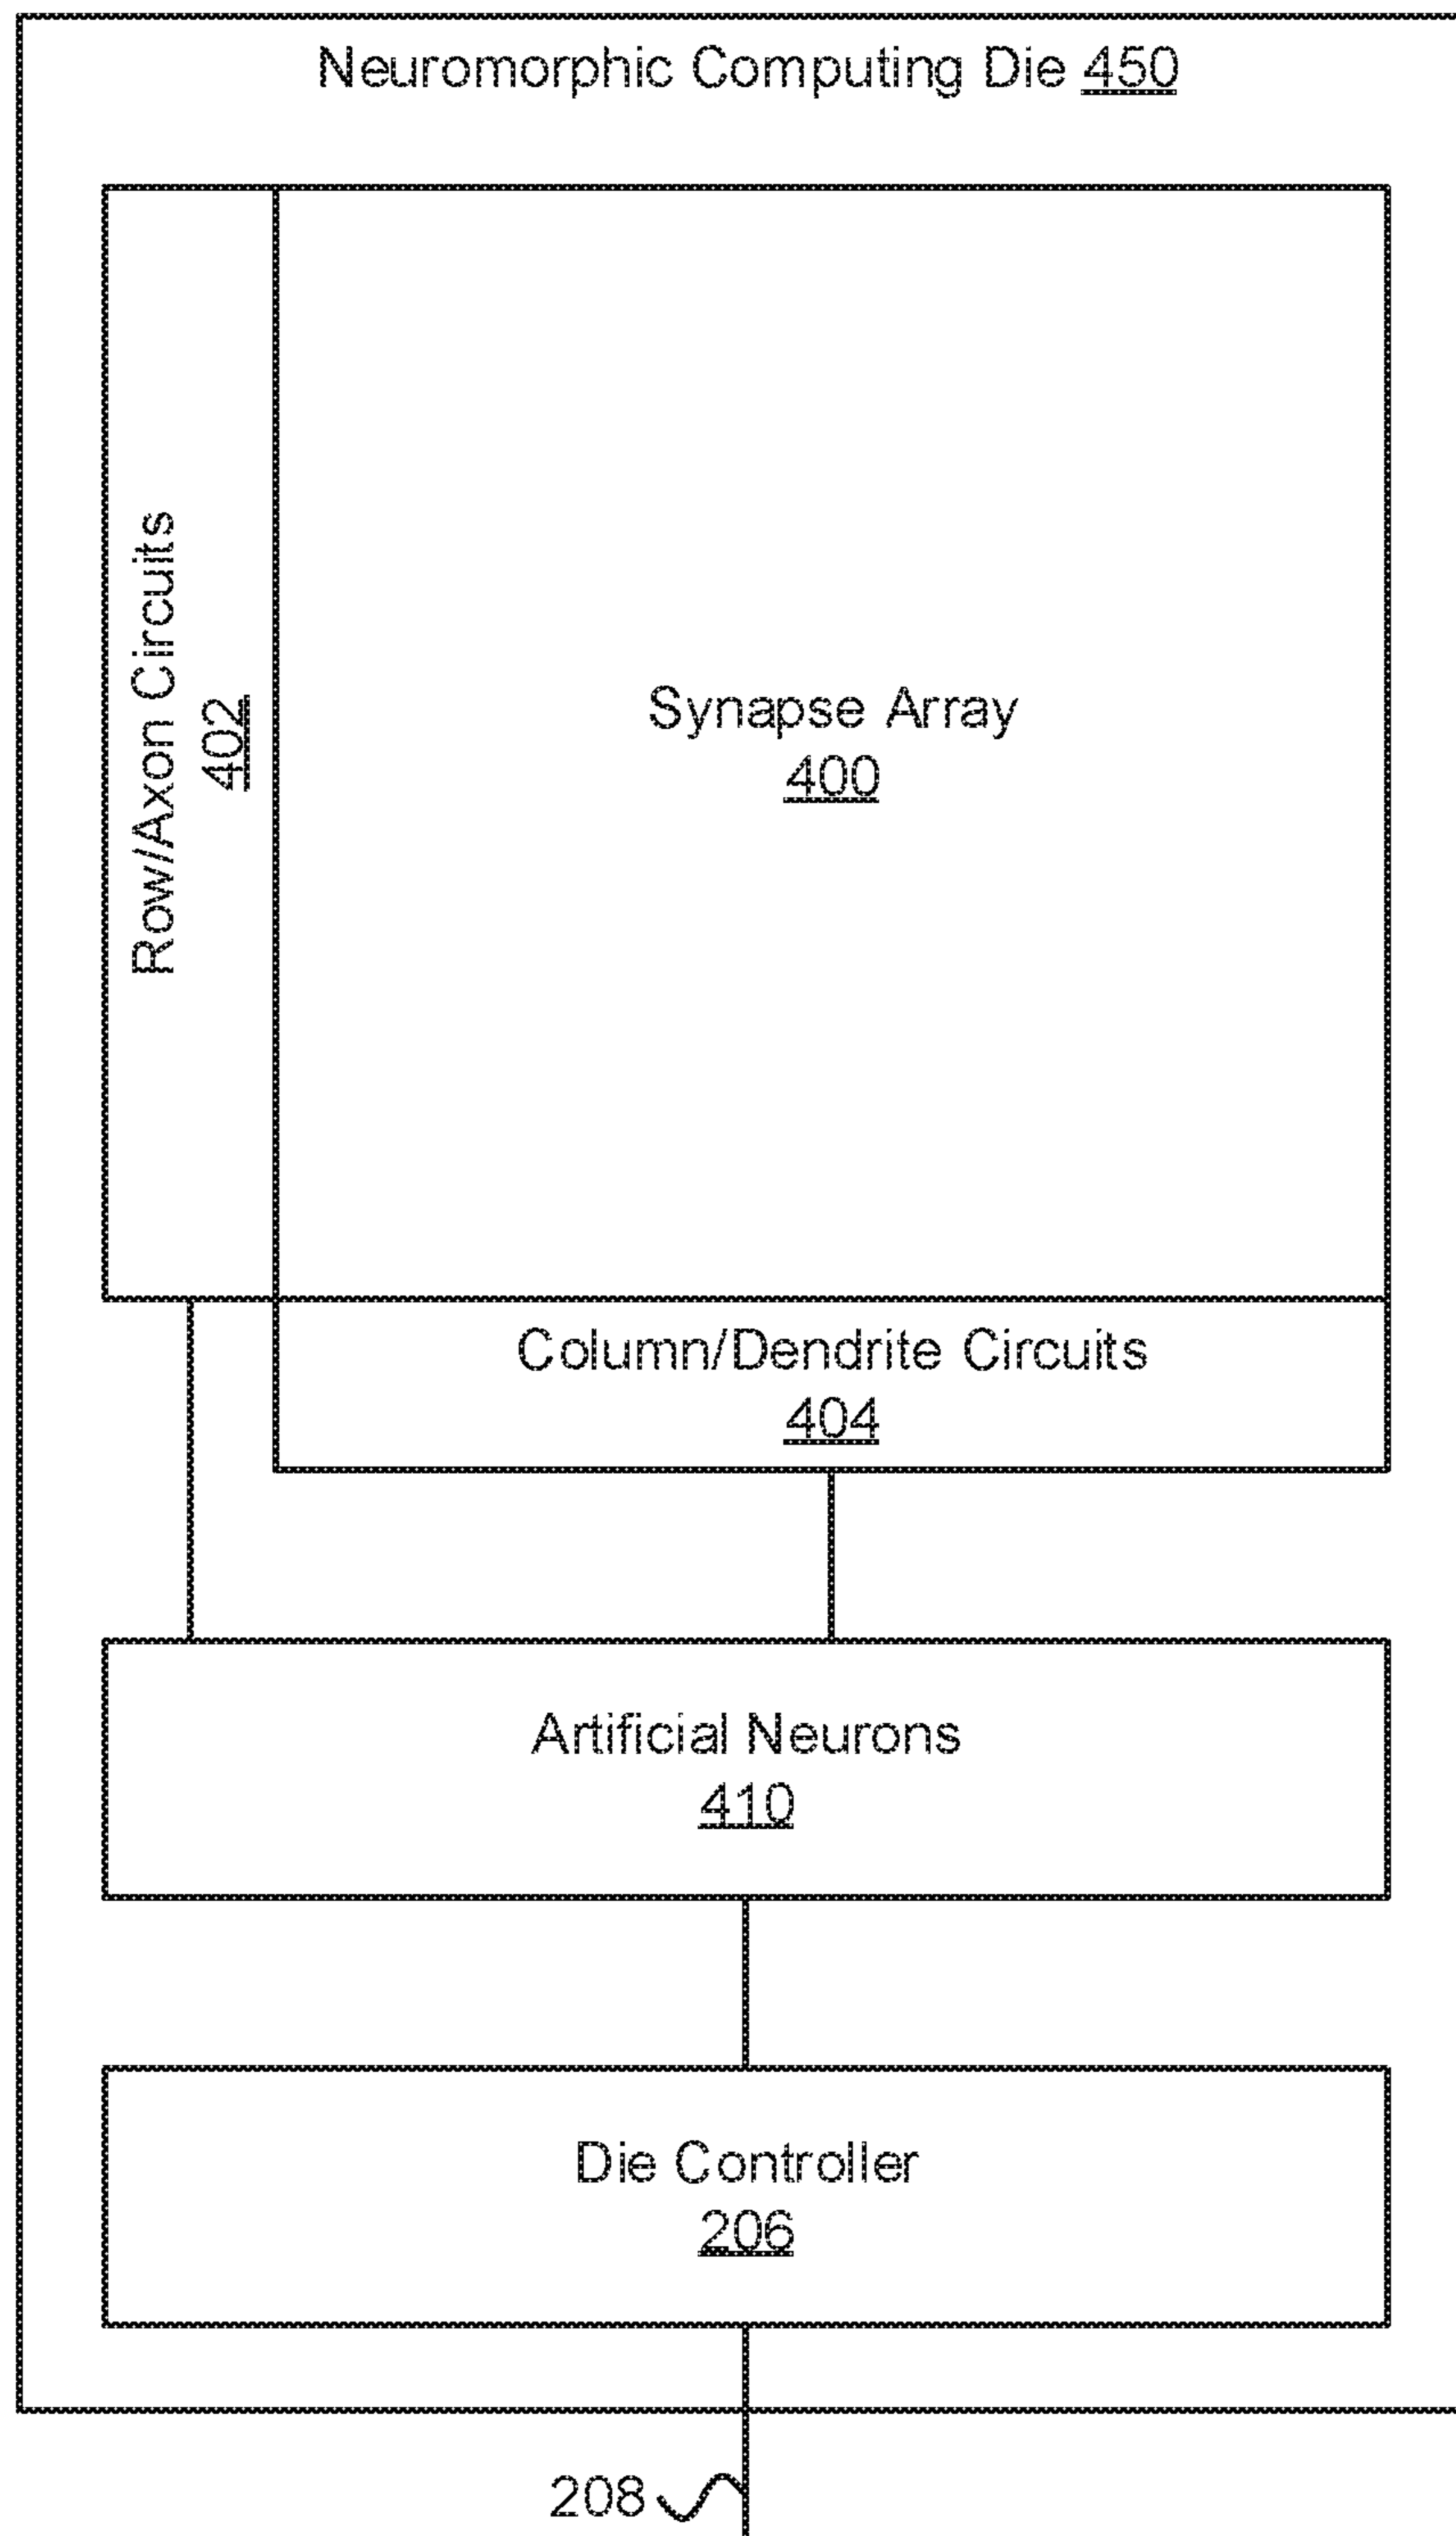 Neuromorphic Computing Die 450
Row/Axon Circuits
402
Synapse Array
400
Column/Dendrite Circuits
404
Artificial Neurons
410
Die Controller
206
208